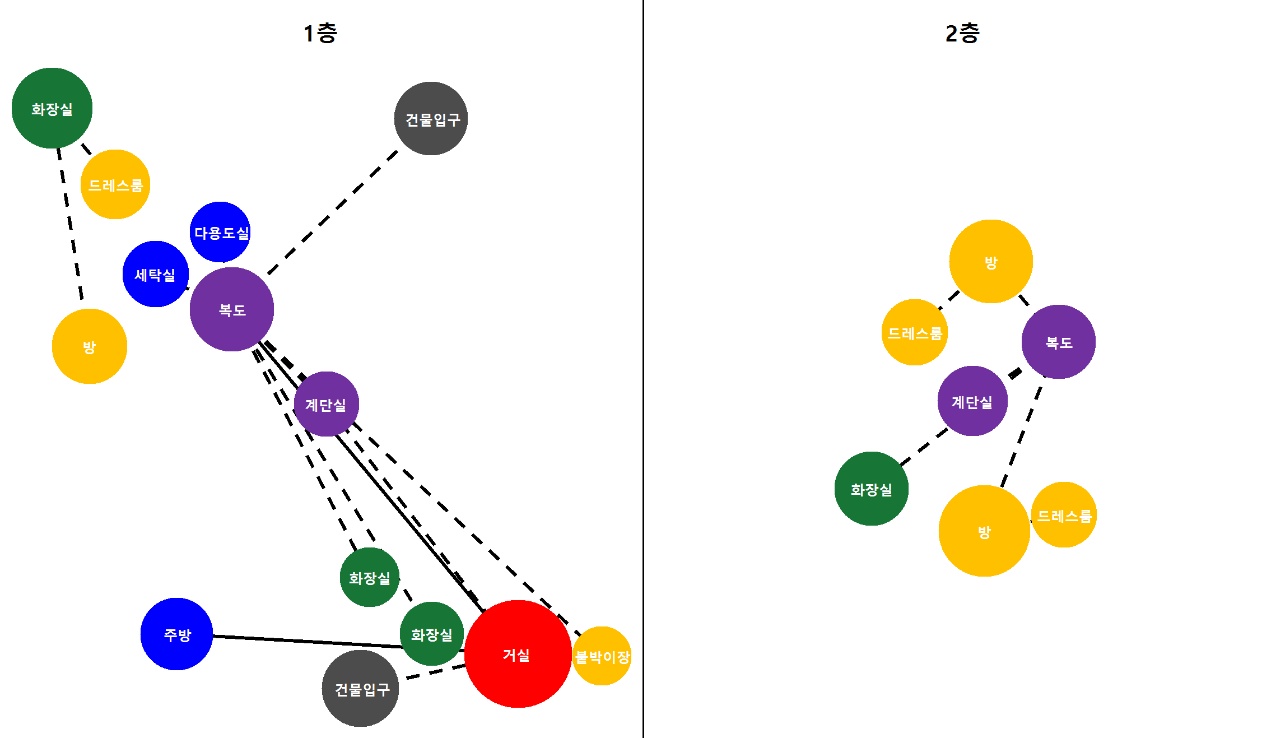 1층
화장실
건물입구
드레스룸
다용도실
세탁실
복도
방
계단실
화장실
주방
화장실
거실
붙박이장
건물입구
2층
방
드레스룸
복도
계단실
화장실
방
드레스룸